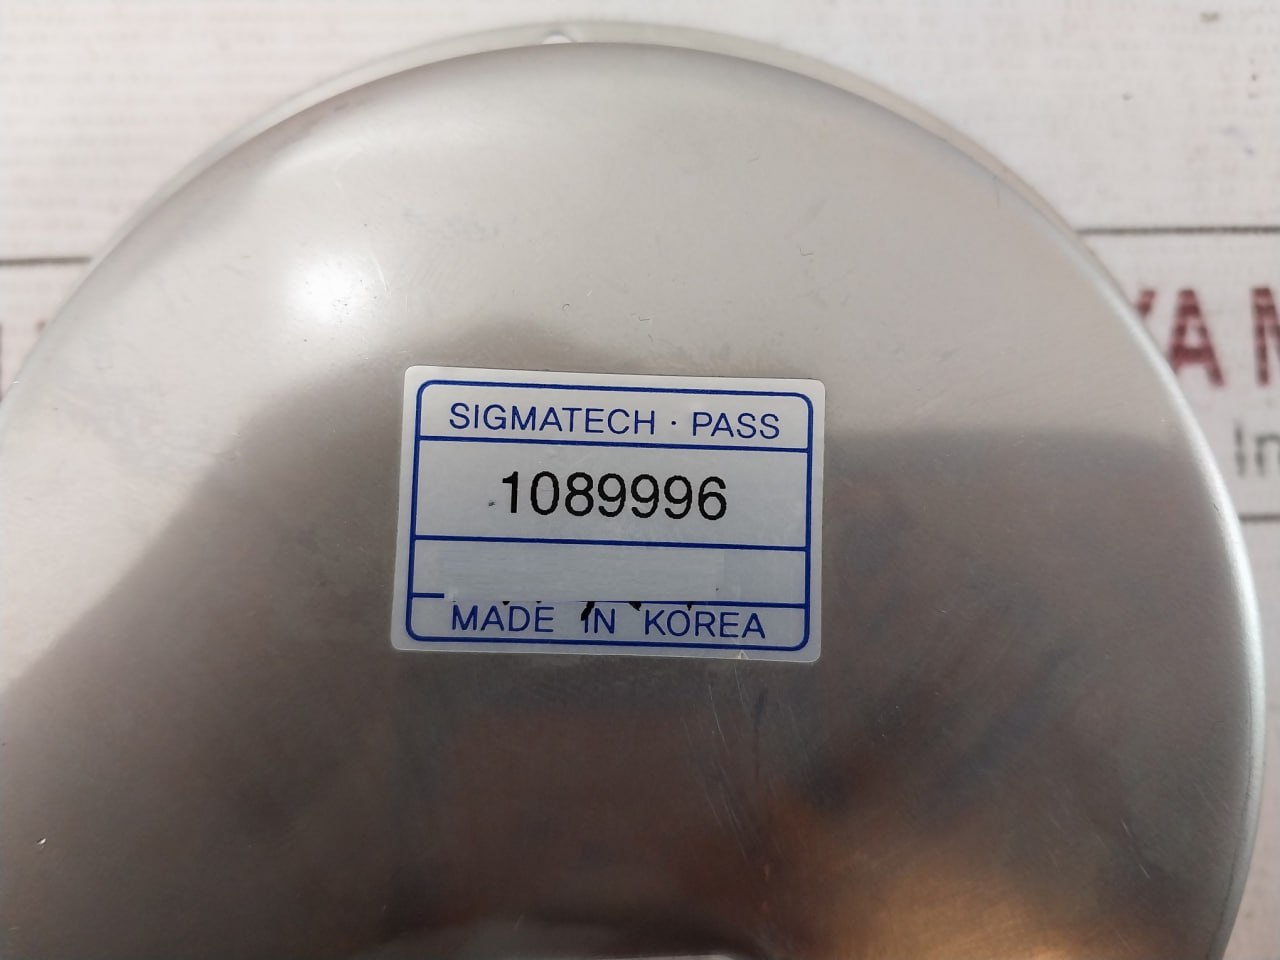 SIGMATECH · PASS
1089996
MADE IN KOREA